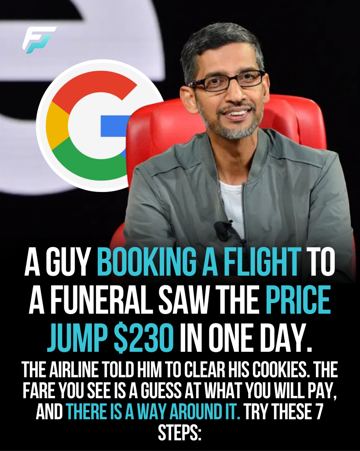 A GUY BOOKING A FLIGHT TO
A FUNERAL SAW THE PRICE
JUMP $230 IN ONE DAY.
THE AIRLINE TOLD HIM TO CLEAR HIS COOKIES. THE
FARE YOU SEE IS A GUESS AT WHAT YOU WILL PAY,
AND THERE IS A WAY AROUND IT. TRY THESE 7
STEPS: